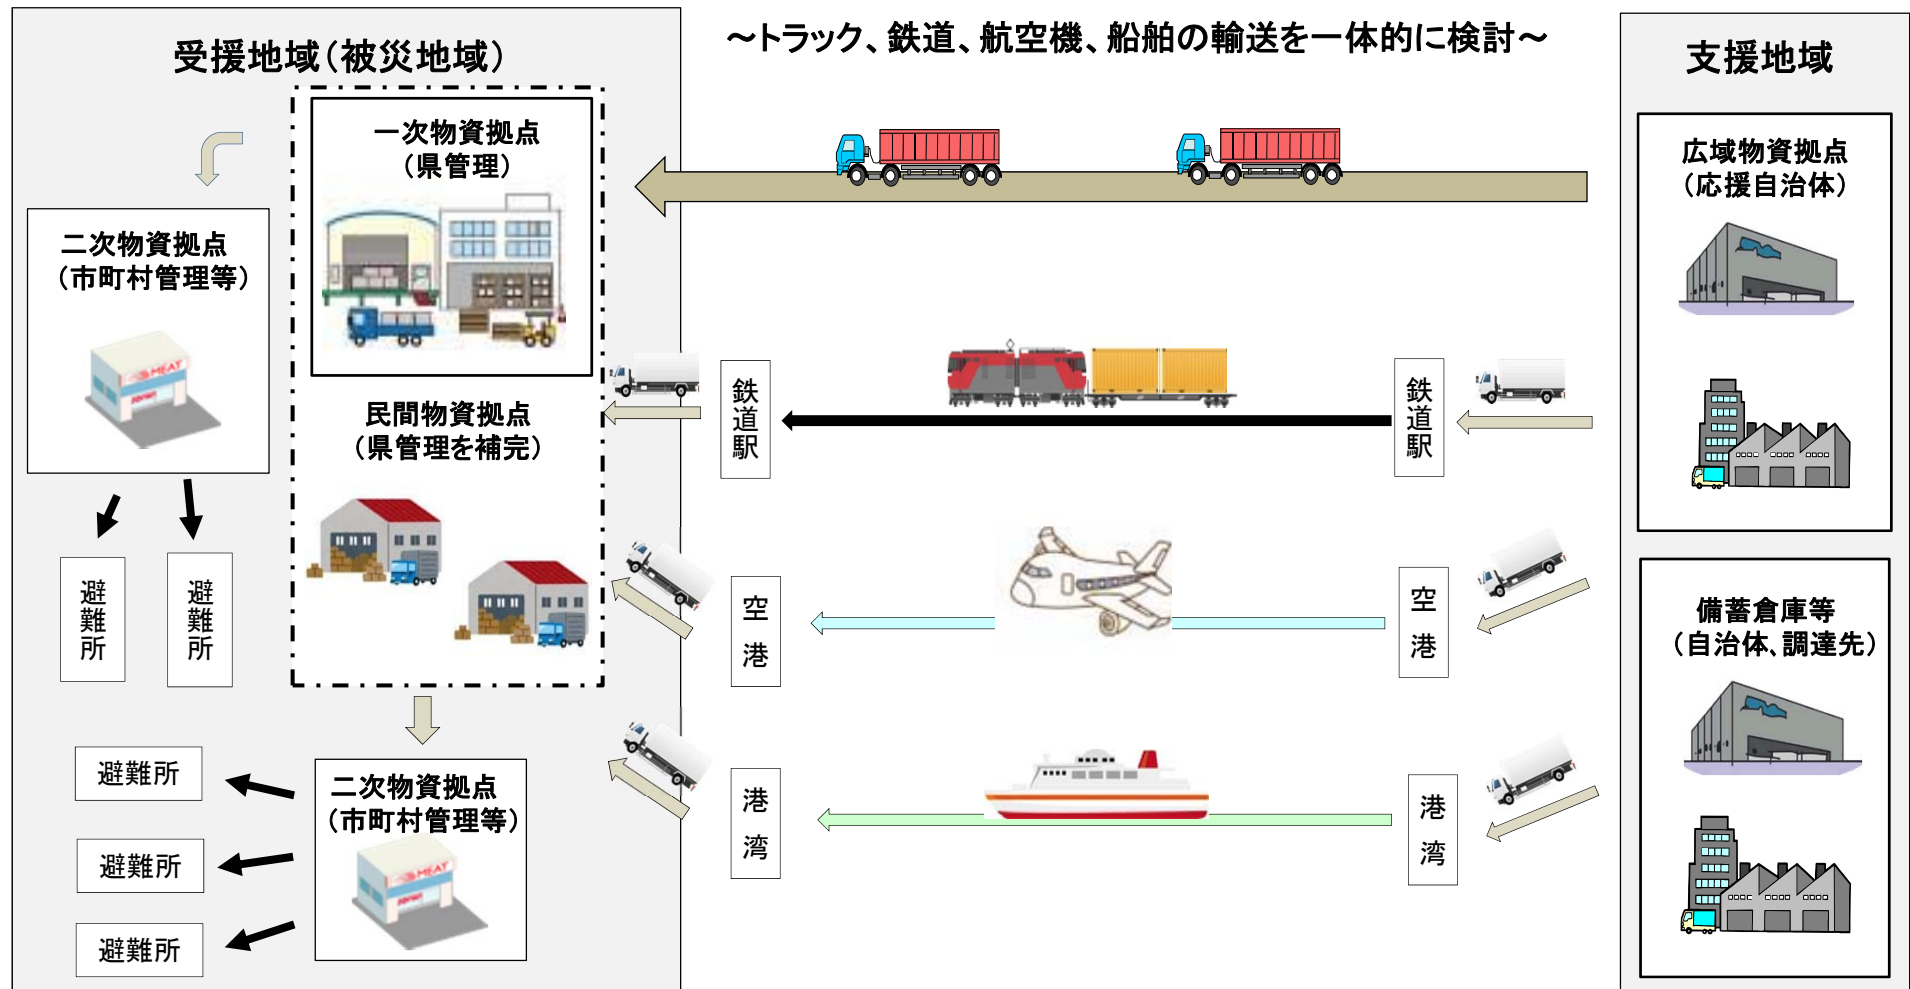 ～トラック、鉄道、航空機、船舶の輸送を一体的に検討～
受援地域（被災地域）
一次物資拠点
（県管理）
二次物資拠点
（市町村管理等）
MEAT
民間物資拠点
（県管理を補完）
避難所
避難所
二次物資拠点
（市町村管理等）
MEAT
避難所
避難所
避難所
鉄道駅
鉄道駅
空港
空港
港湾
港湾
支援地域
広域物資拠点
（応援自治体）
備蓄倉庫等
（自治体、調達先）